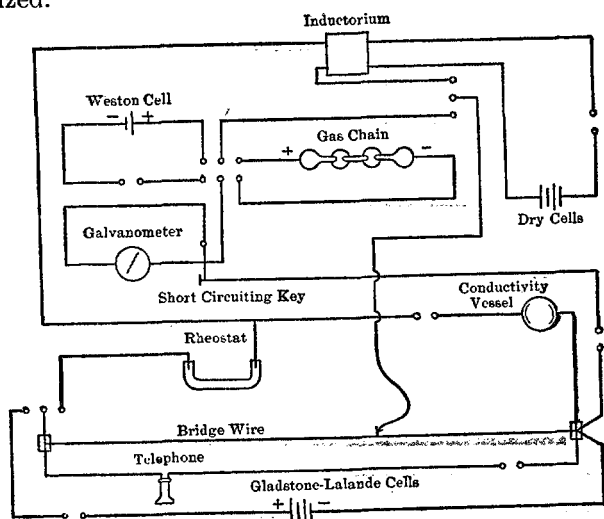 ized.
Inductorium
Weston Cell
- +
Gas Chain
+ -
Dry Cells
Galvanometer
Short Circuiting Key
Conductivity
Vessel
Rheostat
Bridge Wire
Telephone
Gladstone-Lalande Cells
+ -